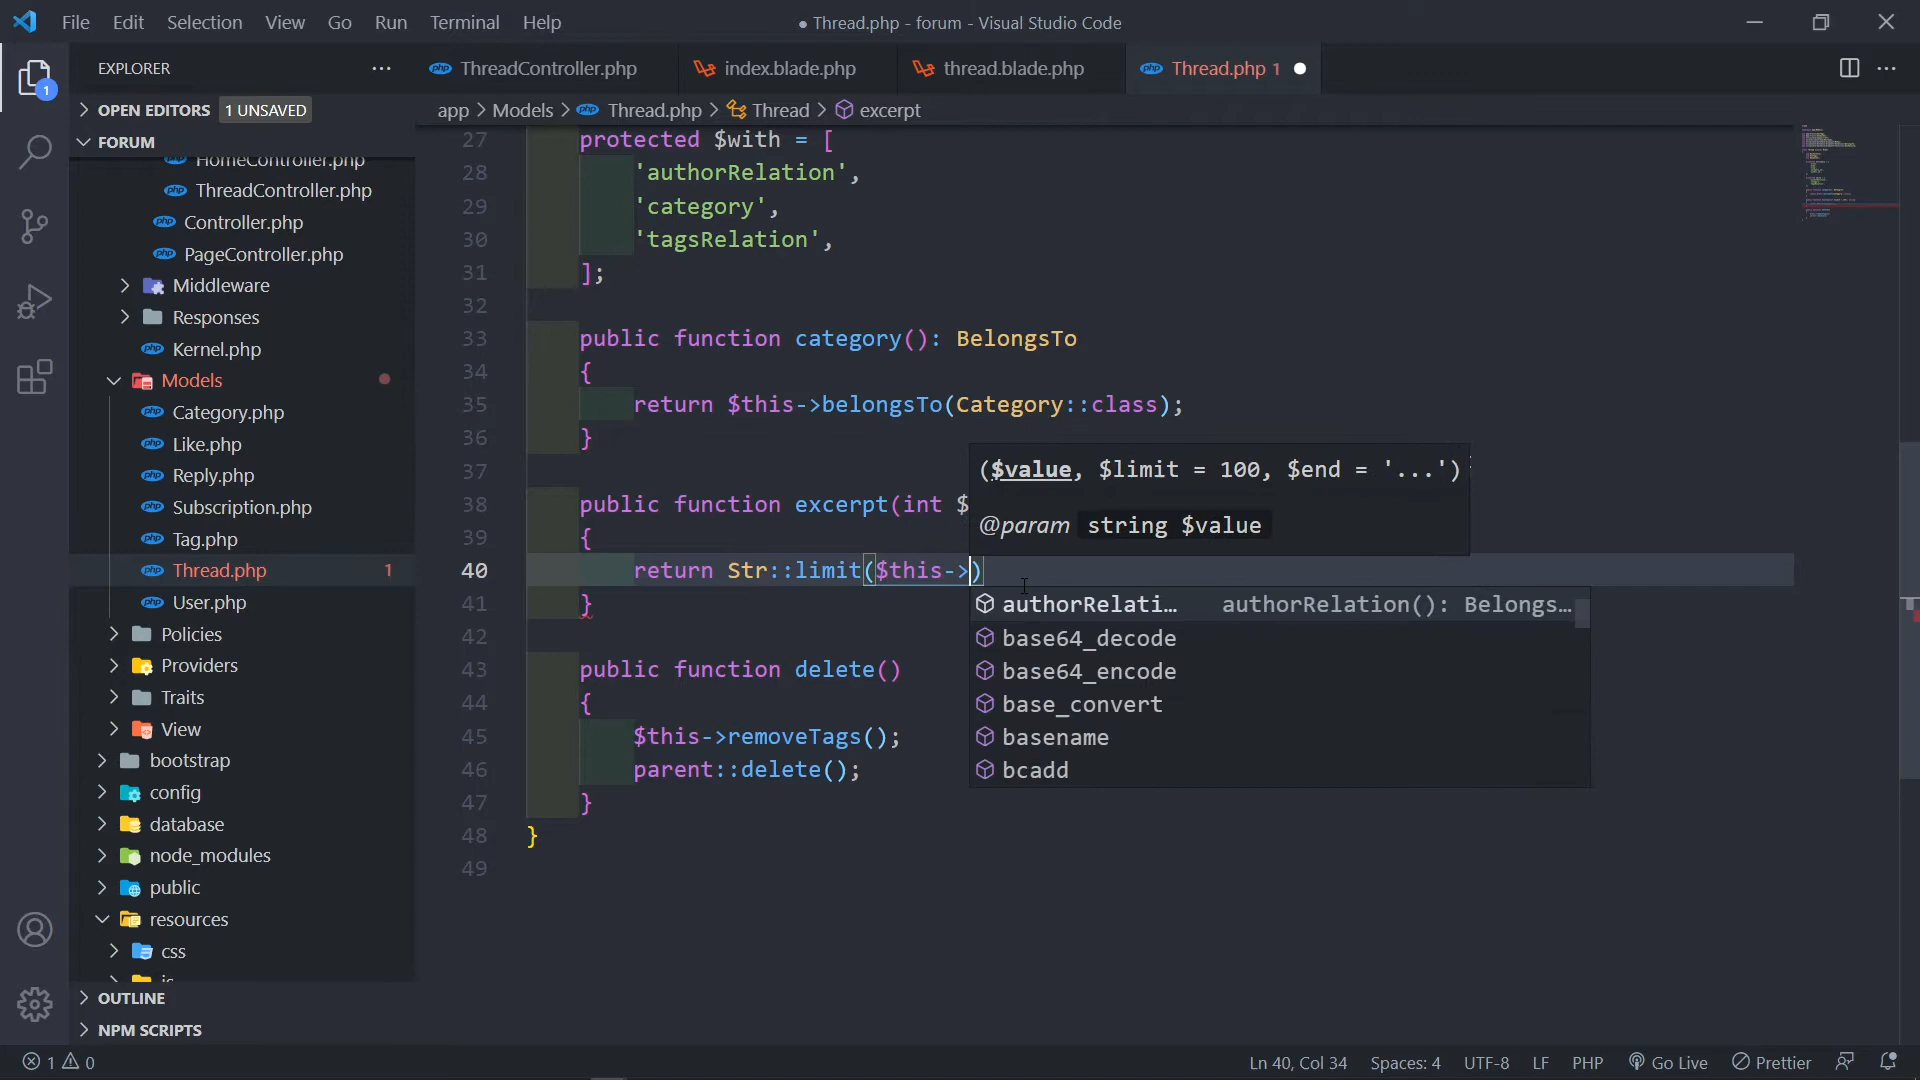 File Edit Selection View Go Run Terminal Help
● Thread.php - forum - Visual Studio Code
EXPLORER
ThreadController.php
index.blade.php
thread.blade.php
Thread.php 1
1
OPEN EDITORS 1 UNSAVED
FORUM
HomeController.php
ThreadController.php
Controller.php
PageController.php
Middleware
Responses
Kernel.php
Models
Category.php
Like.php
Reply.php
Subscription.php
Tag.php
Thread.php 1
User.php
Policies
Providers
Traits
View
bootstrap
config
database
node_modules
public
resources
css
OUTLINE
NPM SCRIPTS
app > Models > Thread.php > Thread > excerpt
27 protected $with = [
28 'authorRelation',
29 'category',
30 'tagsRelation',
31 ];
32
33 public function category(): BelongsTo
34 {
35 return $this->belongsTo(Category::class);
36 }
37
38 public function excerpt(int $
39 {
40 return Str::limit($this->)
41 }
42
43 public function delete()
44 {
45 $this->removeTags();
46 parent::delete();
47 }
48 }
49
($value, $limit = 100, $end = '...')
@param string $value
authorRelati… authorRelation(): Belongs…
base64_decode
base64_encode
base_convert
basename
bcadd
1 0
Ln 40, Col 34 Spaces: 4 UTF-8 LF PHP Go Live Prettier